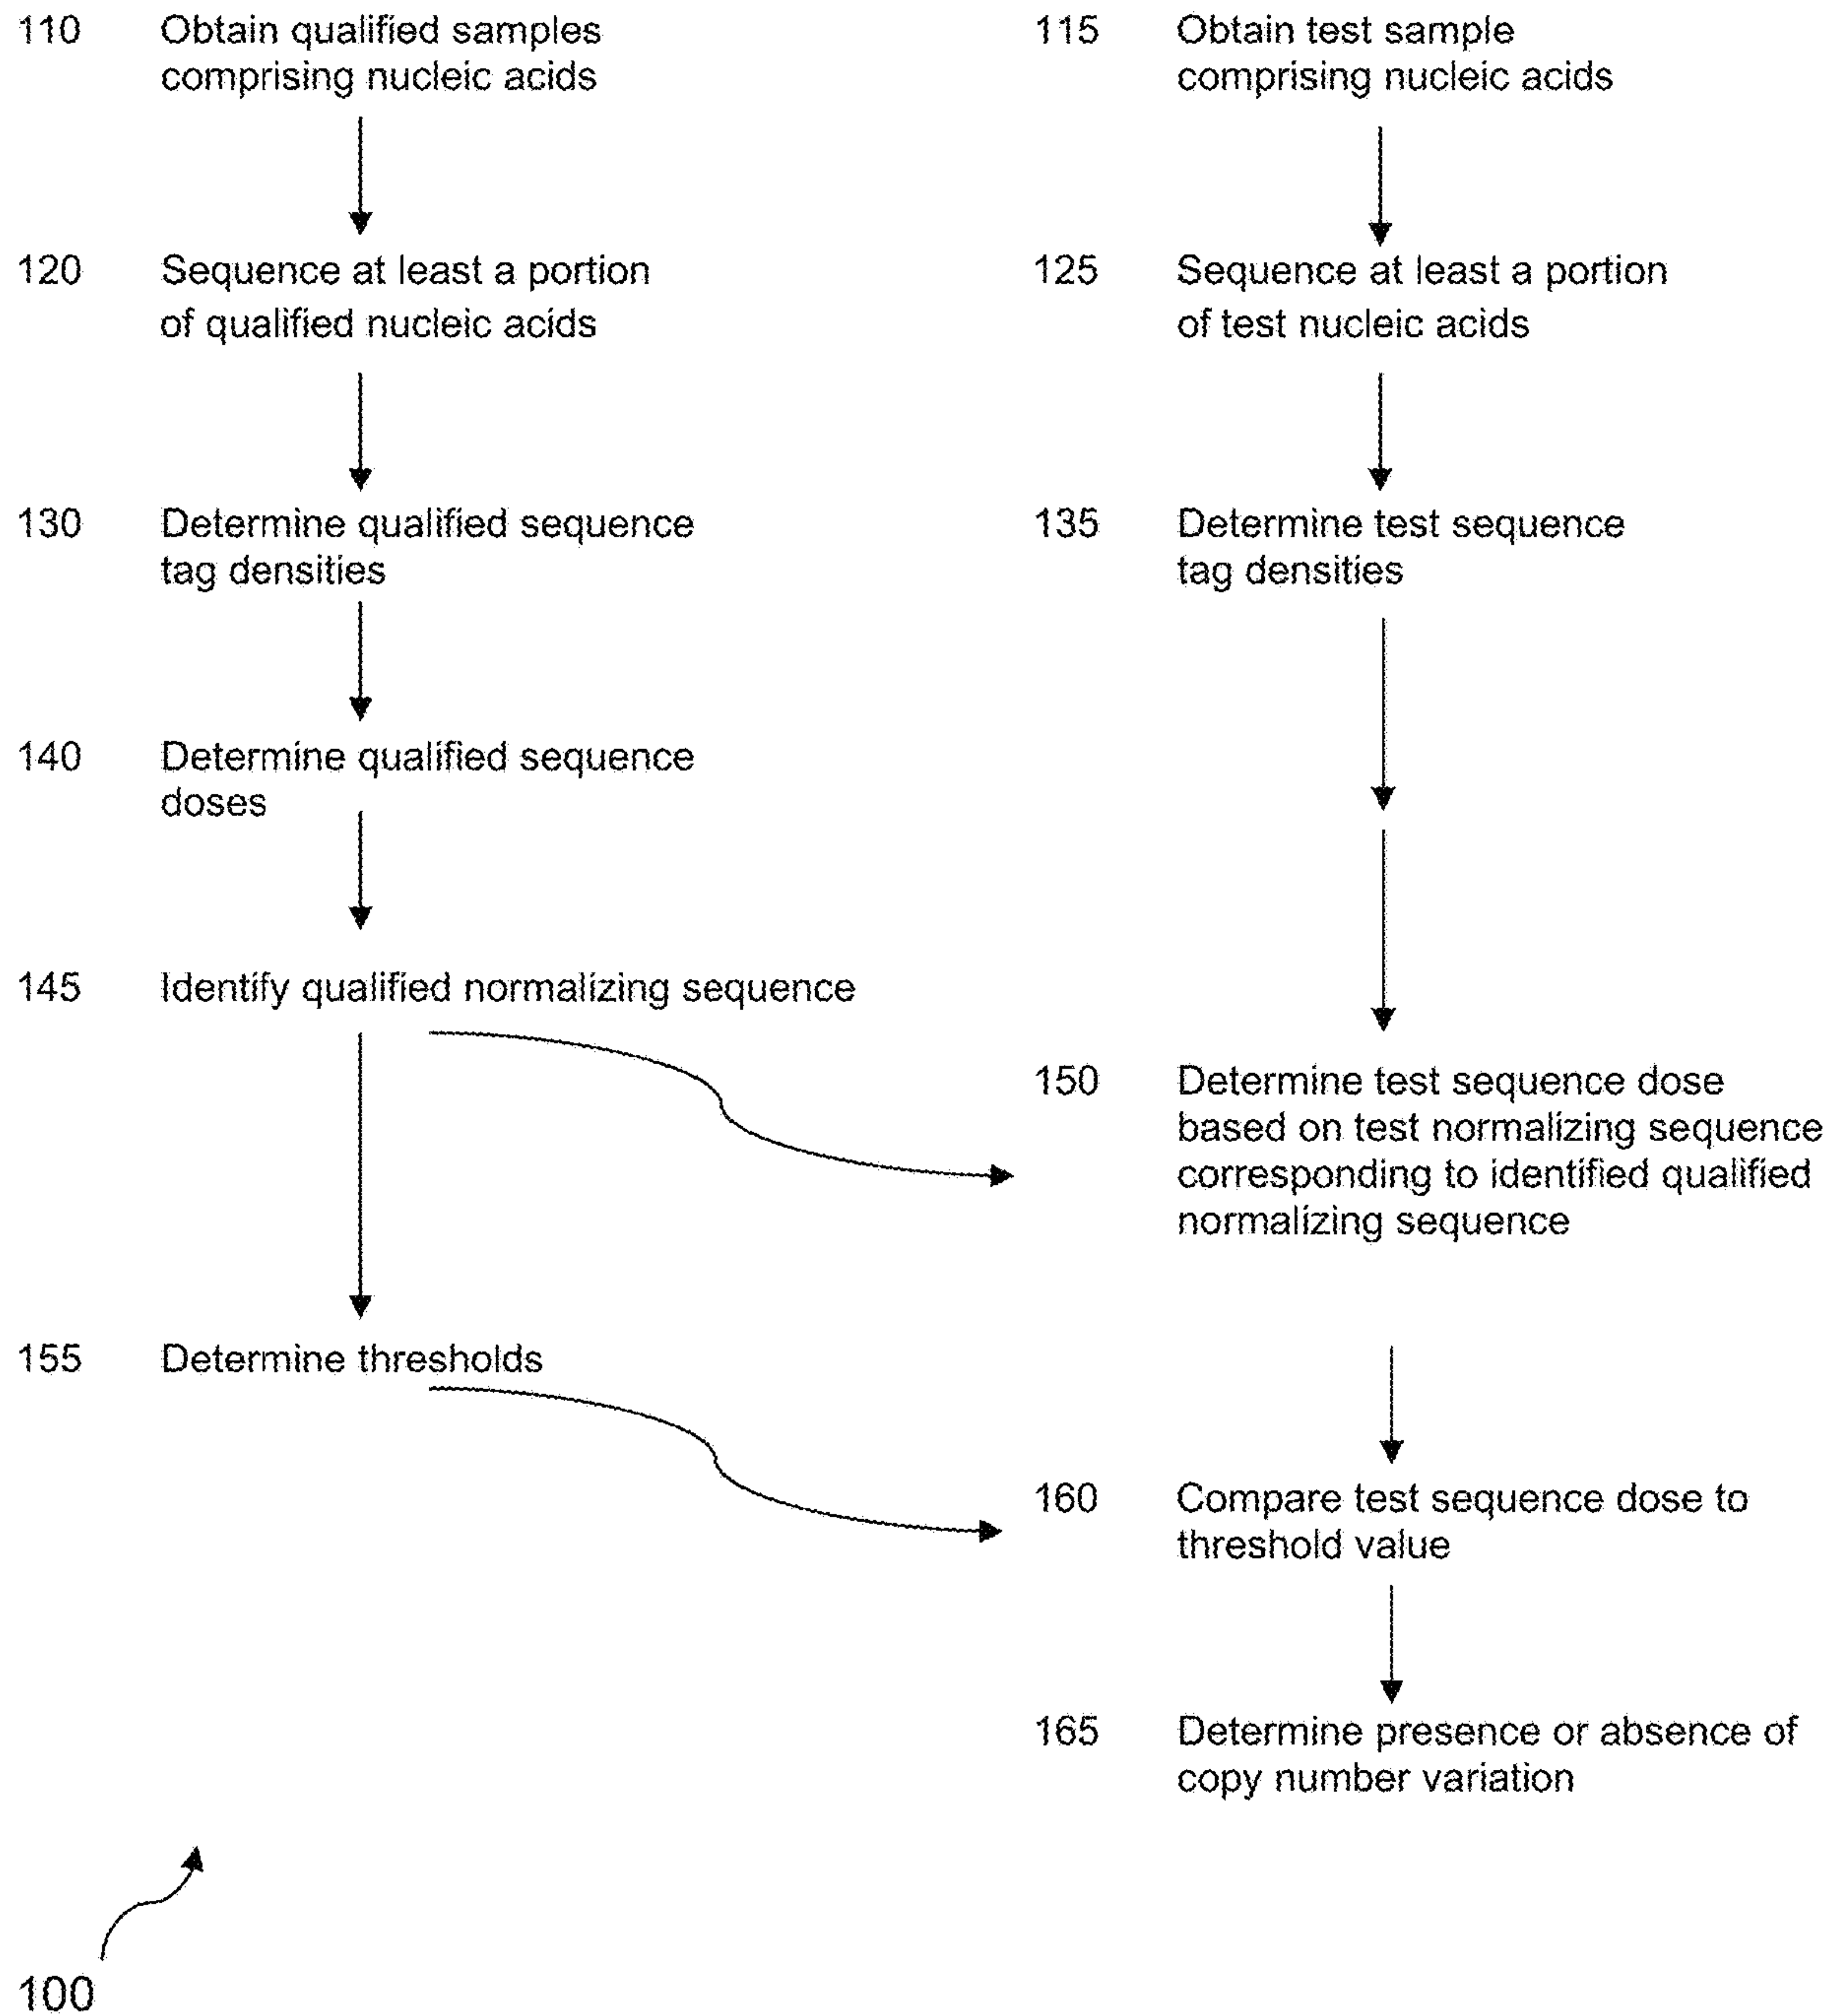 110 Obtain qualified samples
comprising nucleic acids
120 Sequence at least a portion
of qualified nucleic acids
130 Determine qualified sequence
tag densities
140 Determine qualified sequence
doses
145 Identify qualified normalizing sequence
155 Determine thresholds
115 Obtain test sample
comprising nucleic acids
125 Sequence at least a portion
of test nucleic acids
135 Determine test sequence
tag densities
150 Determine test sequence dose
based on test normalizing sequence
corresponding to identified qualified
normalizing sequence
160 Compare test sequence dose to
threshold value
165 Determine presence or absence of
copy number variation
100